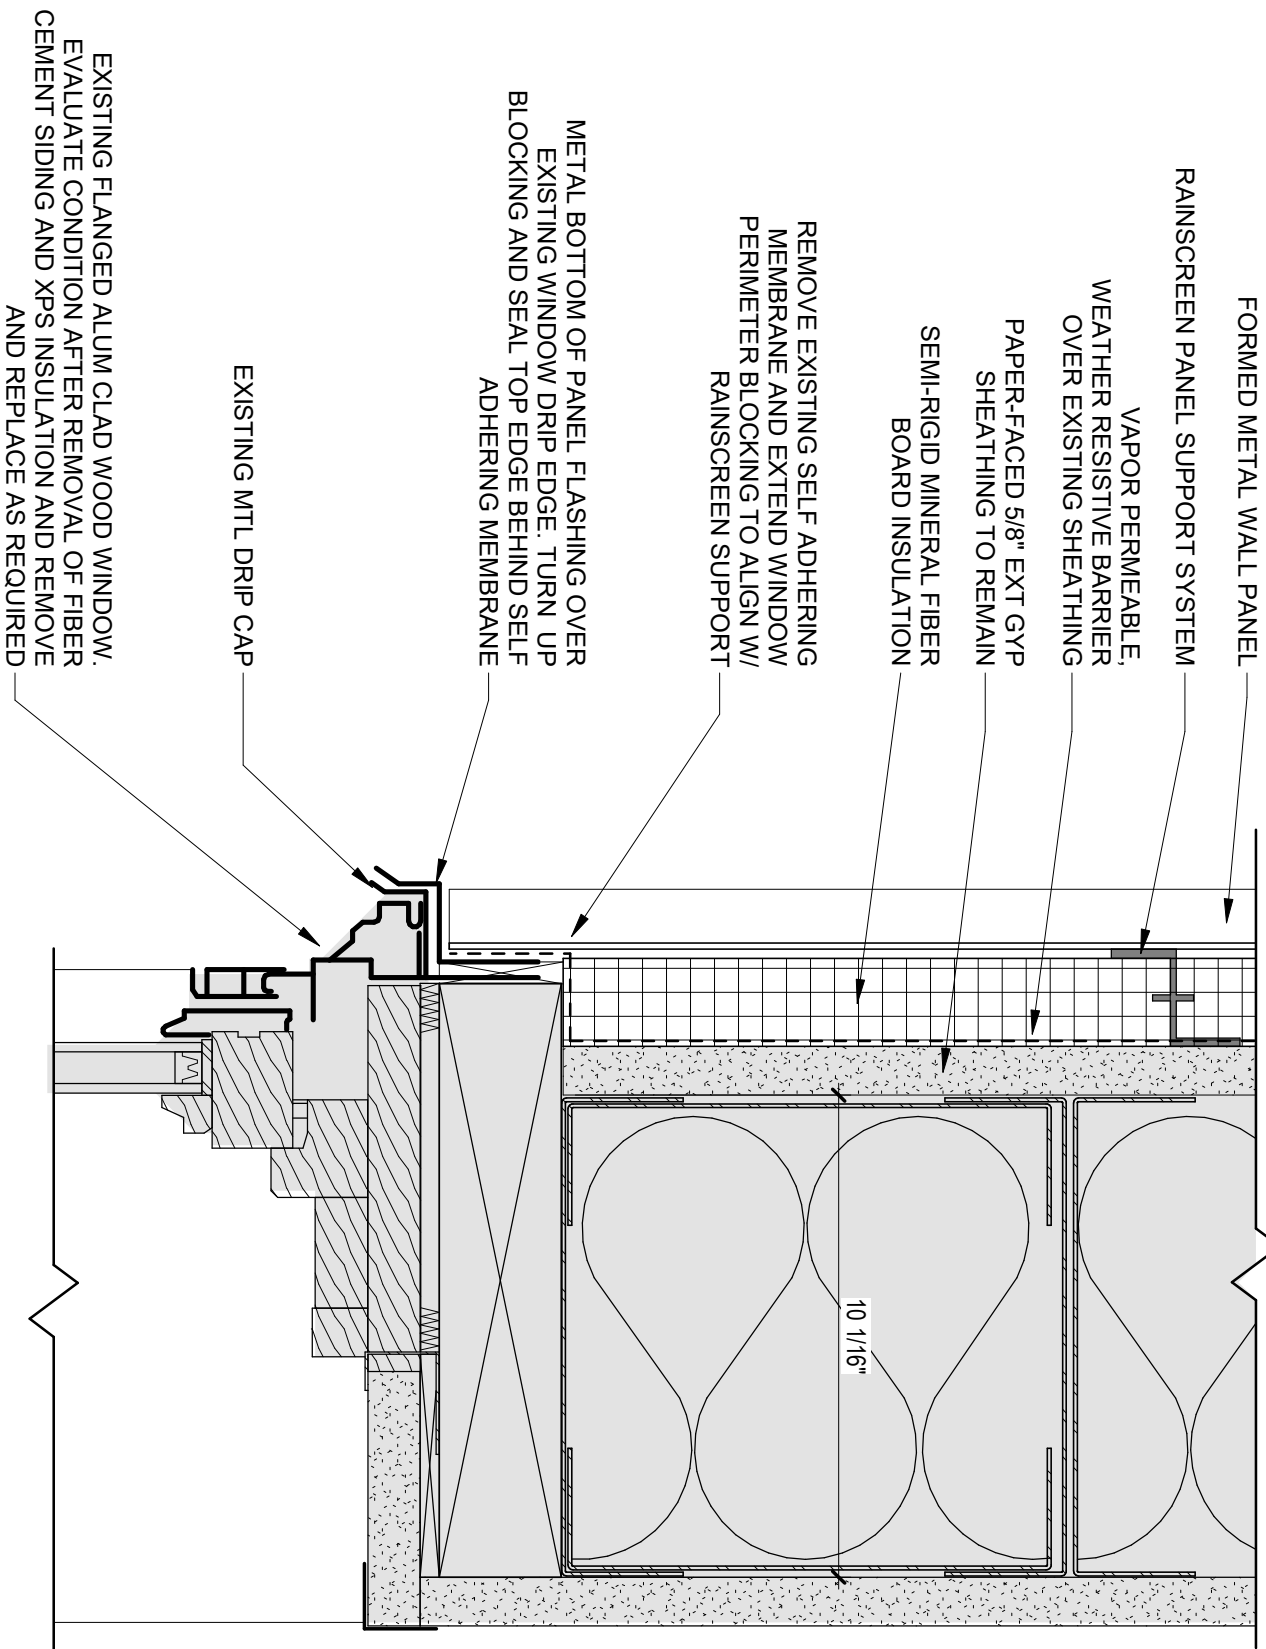 FORMED METAL WALL PANEL
RAINSCREEN PANEL SUPPORT SYSTEM
VAPOR PERMEABLE,
WEATHER RESISTIVE BARRIER
OVER EXISTING SHEATHING
PAPER-FACED 5/8" EXT GYP
SHEATHING TO REMAIN
SEMI-RIGID MINERAL FIBER
BOARD INSULATION
REMOVE EXISTING SELF ADHERING
MEMBRANE AND EXTEND WINDOW
PERIMETER BLOCKING TO ALIGN W/
RAINSCREEN SUPPORT
METAL BOTTOM OF PANEL FLASHING OVER
EXISTING WINDOW DRIP EDGE. TURN UP
BLOCKING AND SEAL TOP EDGE BEHIND SELF
ADHERING MEMBRANE
EXISTING MTL DRIP CAP
EXISTING FLANGED ALUM CLAD WOOD WINDOW.
EVALUATE CONDITION AFTER REMOVAL OF FIBER
CEMENT SIDING AND XPS INSULATION AND REMOVE
AND REPLACE AS REQUIRED
10 1/16"